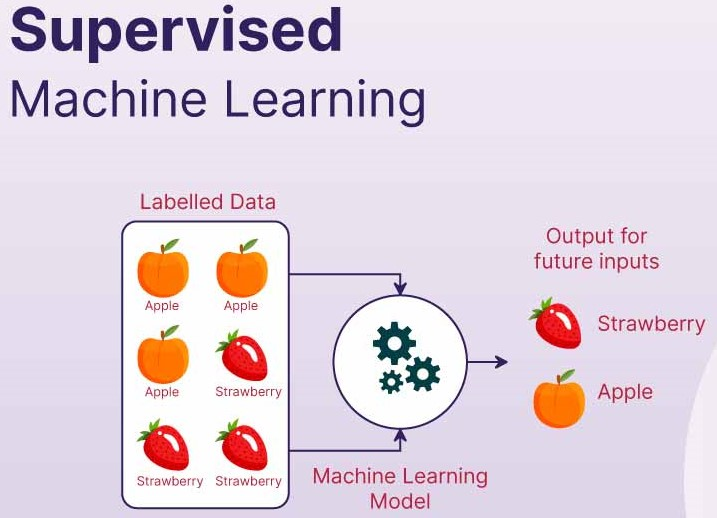 Supervised
Machine Learning
Labelled Data
Apple
Apple
Apple
Strawberry
Strawberry
Strawberry
Machine Learning
Model
Output for
future inputs
Strawberry
Apple